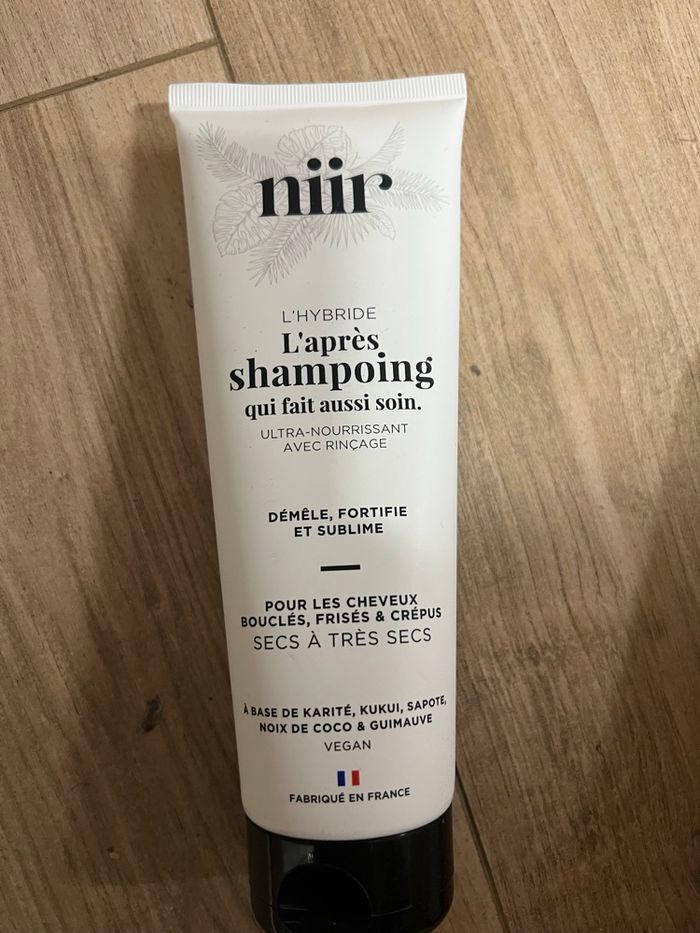 niir
L'HYBRIDE
L'après
shampoing
qui fait aussi soin.
ULTRA-NOURRISSANT
AVEC RINÇAGE
DÉMÊLE, FORTIFIE
ET SUBLIME
POUR LES CHEVEUX
BOUCLÉS, FRISÉS & CRÉPUS
SECS À TRÈS SECS
À BASE DE KARITÉ, KUKUI, SAPOTE,
NOIX DE COCO & GUIMAUVE
VEGAN
FABRIQUÉ EN FRANCE